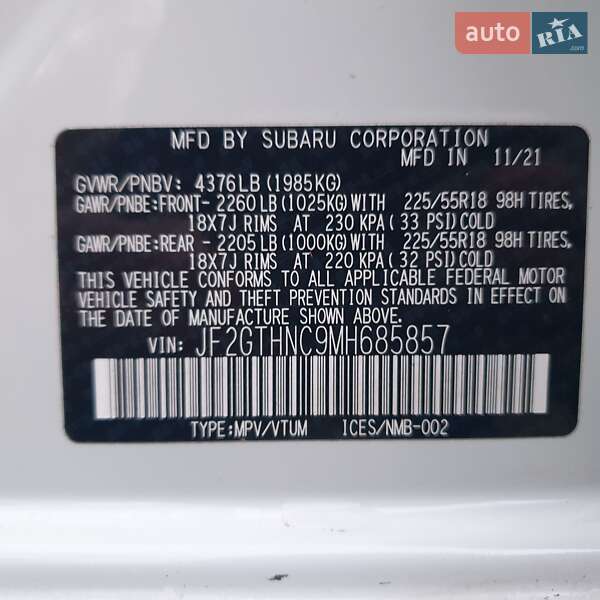 auto RIA .com
MFD BY SUBARU CORPORATION
MFD IN 11/21
GVWR/PNBV: 4376LB(1985KG)
GAWR/PNBE:FRONT-2260LB(1025KG)WITH 225/55R18 98H TIRES,
18X7J RIMS AT 230 KPA(33 PSI)COLD
GAWR/PNBE:REAR -2205LB(1000KG)WITH 225/55R18 98H TIRES,
18X7J RIMS AT 220 KPA(32 PSI)COLD
THIS VEHICLE CONFORMS TO ALL APPLICABLE FEDERAL MOTOR
VEHICLE SAFETY AND THEFT PREVENTION STANDARDS IN EFFECT ON
THE DATE OF MANUFACTURE SHOWN ABOVE.
VIN: JF2GTHNC9MH685857
TYPE:MPV/VTUM ICES/NMB-002